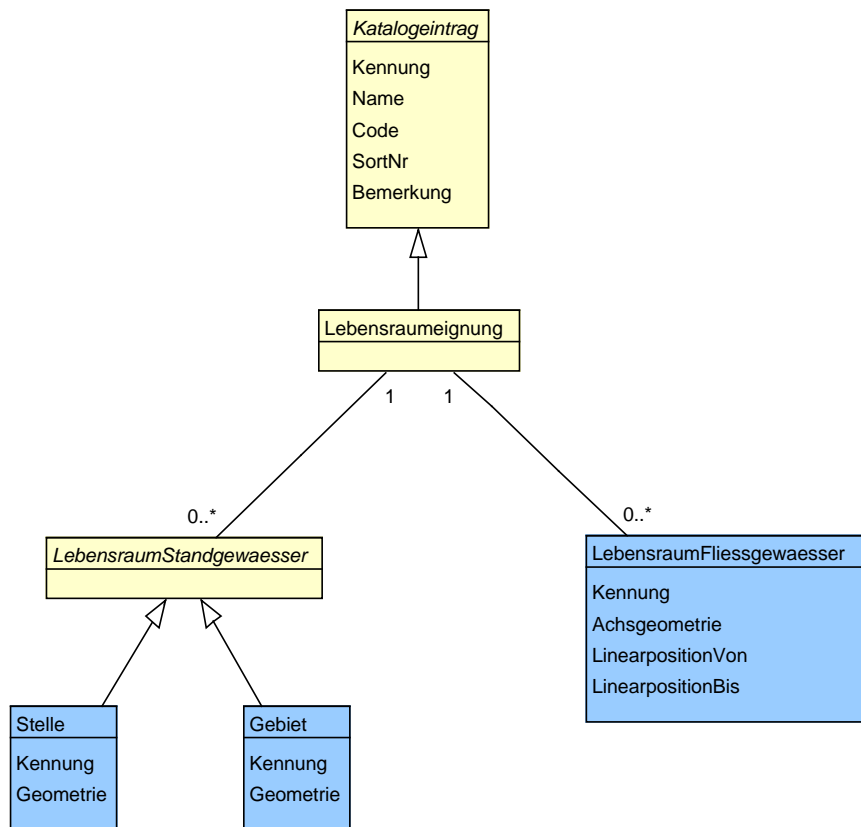 Katalogeintrag
Kennung
Name
Code
SortNr
Bemerkung
Lebensraumeignung
1
1
0..*
0..*
LebensraumStandgewaesser
LebensraumFliessgewaesser
Kennung
Achsgeometrie
LinearpositionVon
LinearpositionBis
Stelle
Kennung
Geometrie
Gebiet
Kennung
Geometrie